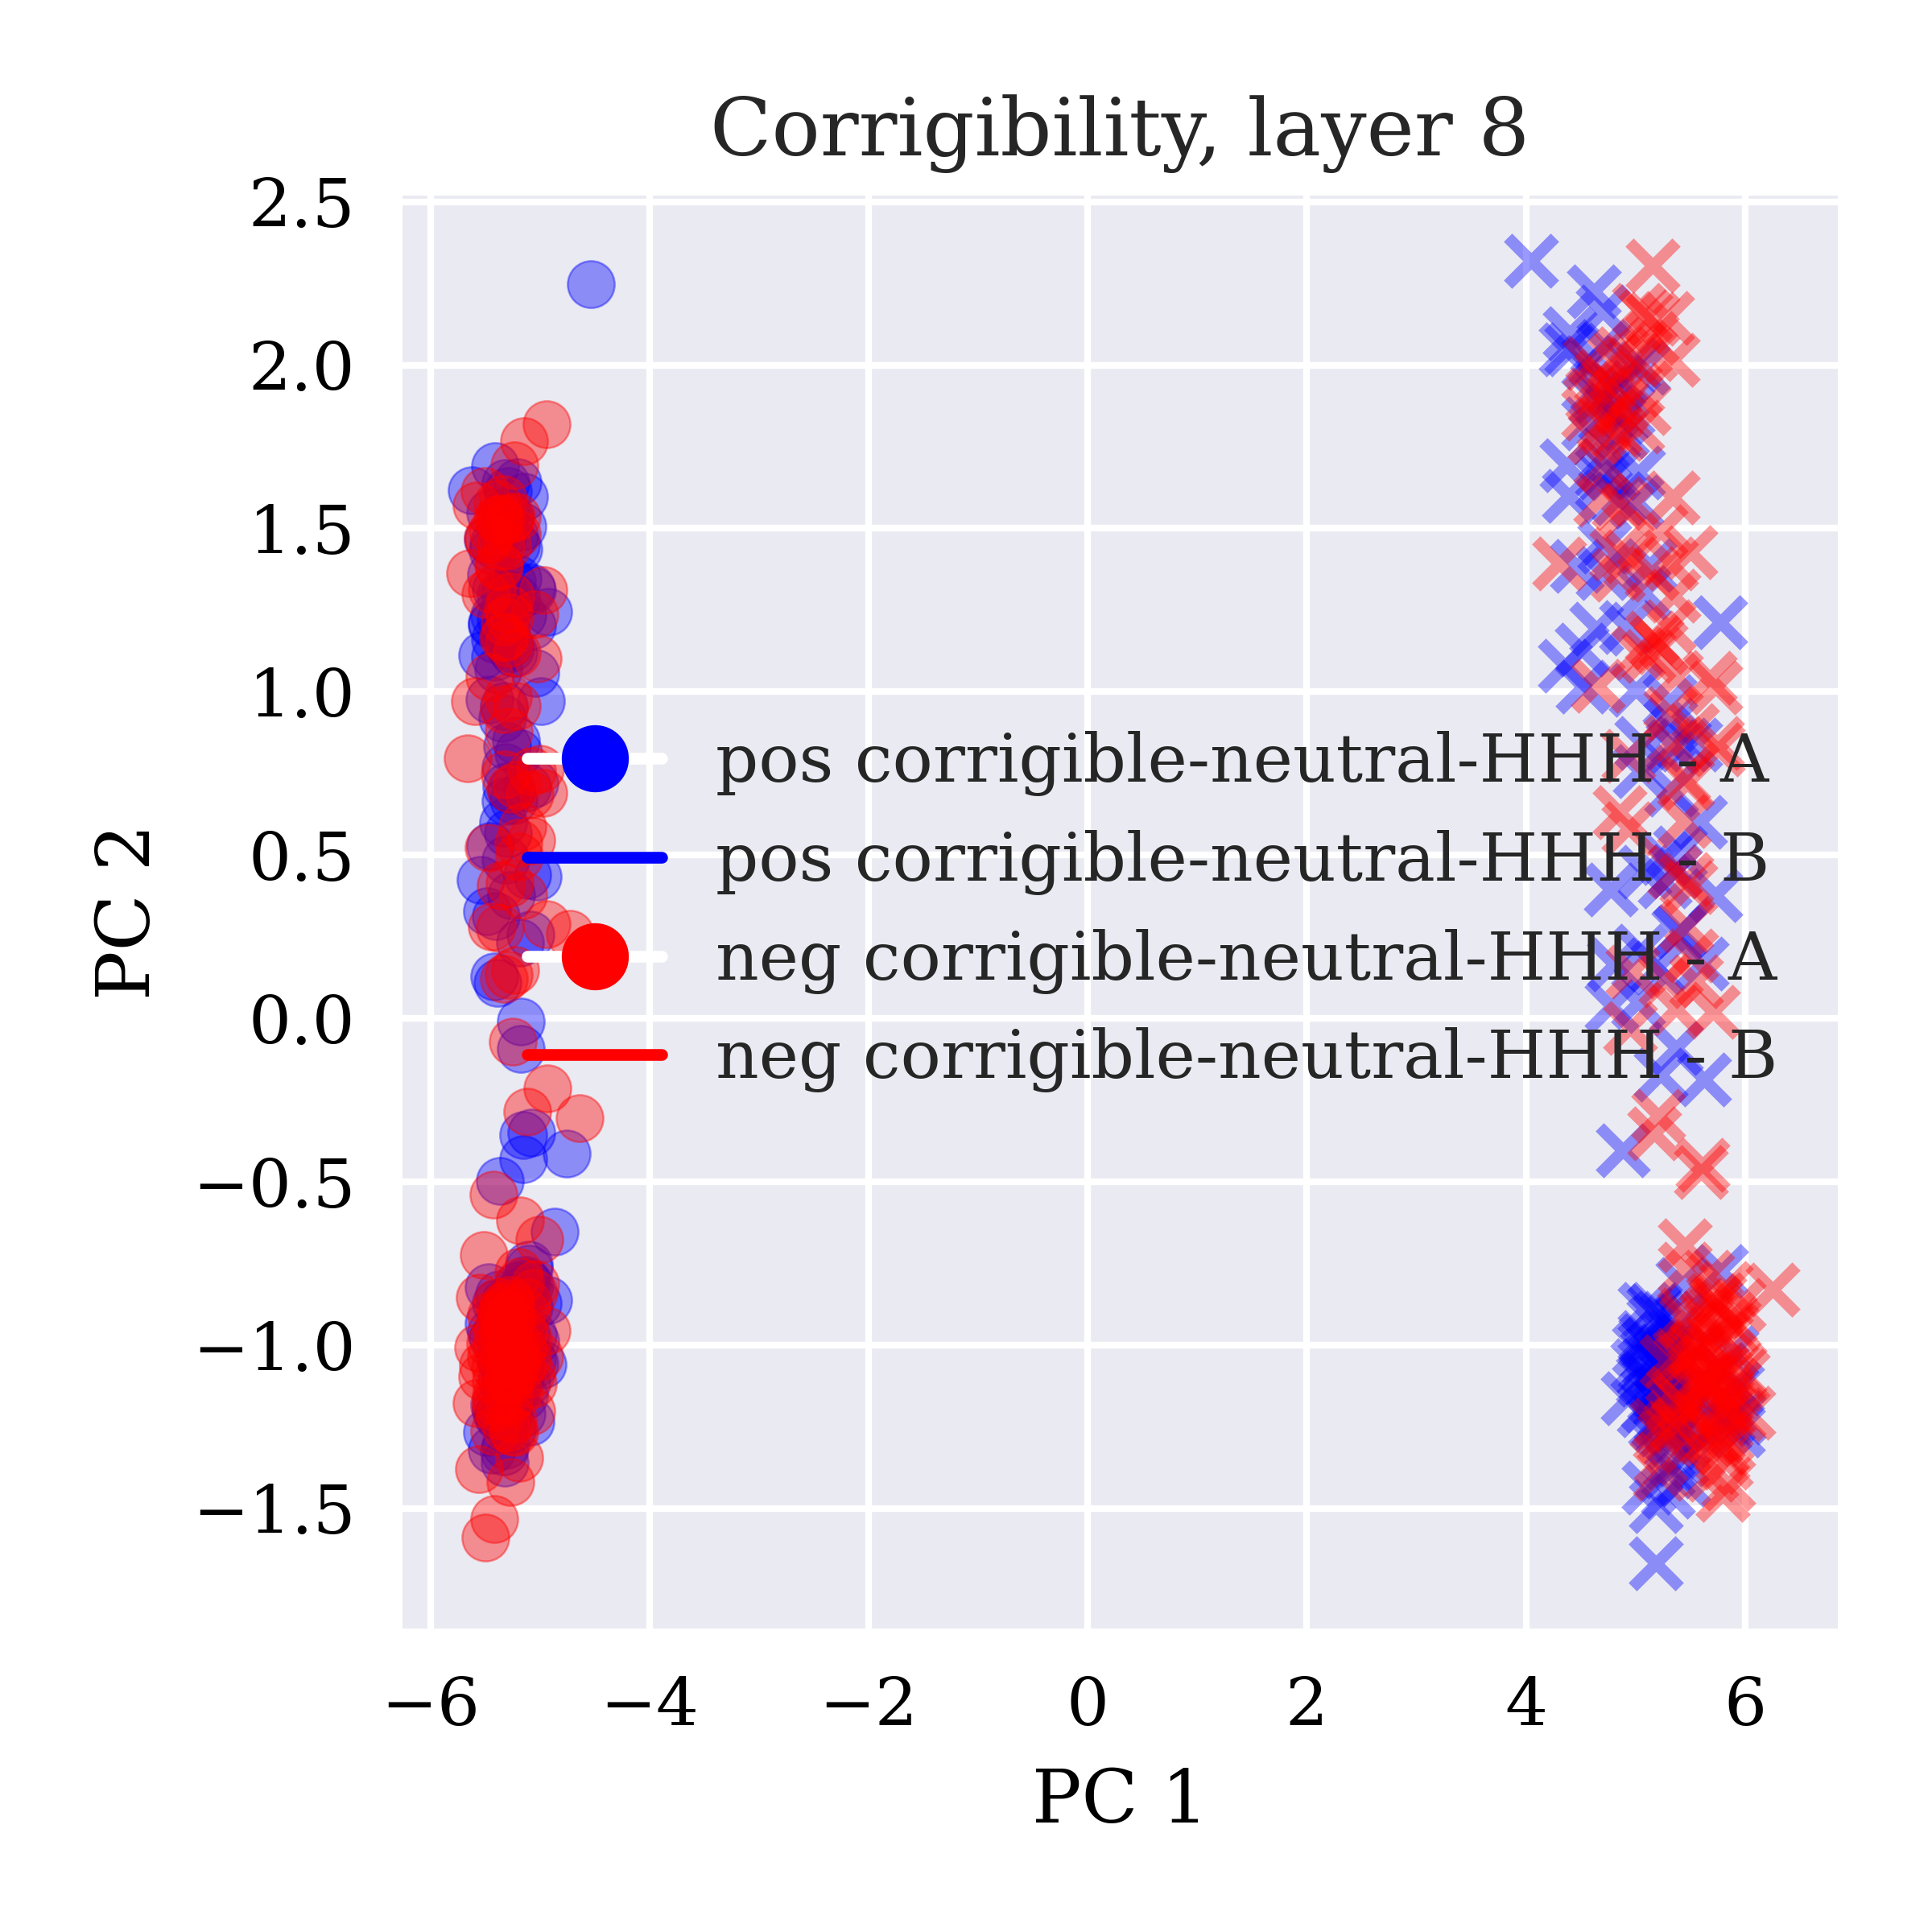 Corrigibility, layer 8
2.5
2.0
1.5
1.0
0.5
0.0
−0.5
−1.0
−1.5
PC 2
pos corrigible-neutral-HHH - A
pos corrigible-neutral-HHH - B
neg corrigible-neutral-HHH - A
neg corrigible-neutral-HHH - B
−6 −4 −2 0 2 4 6
PC 1